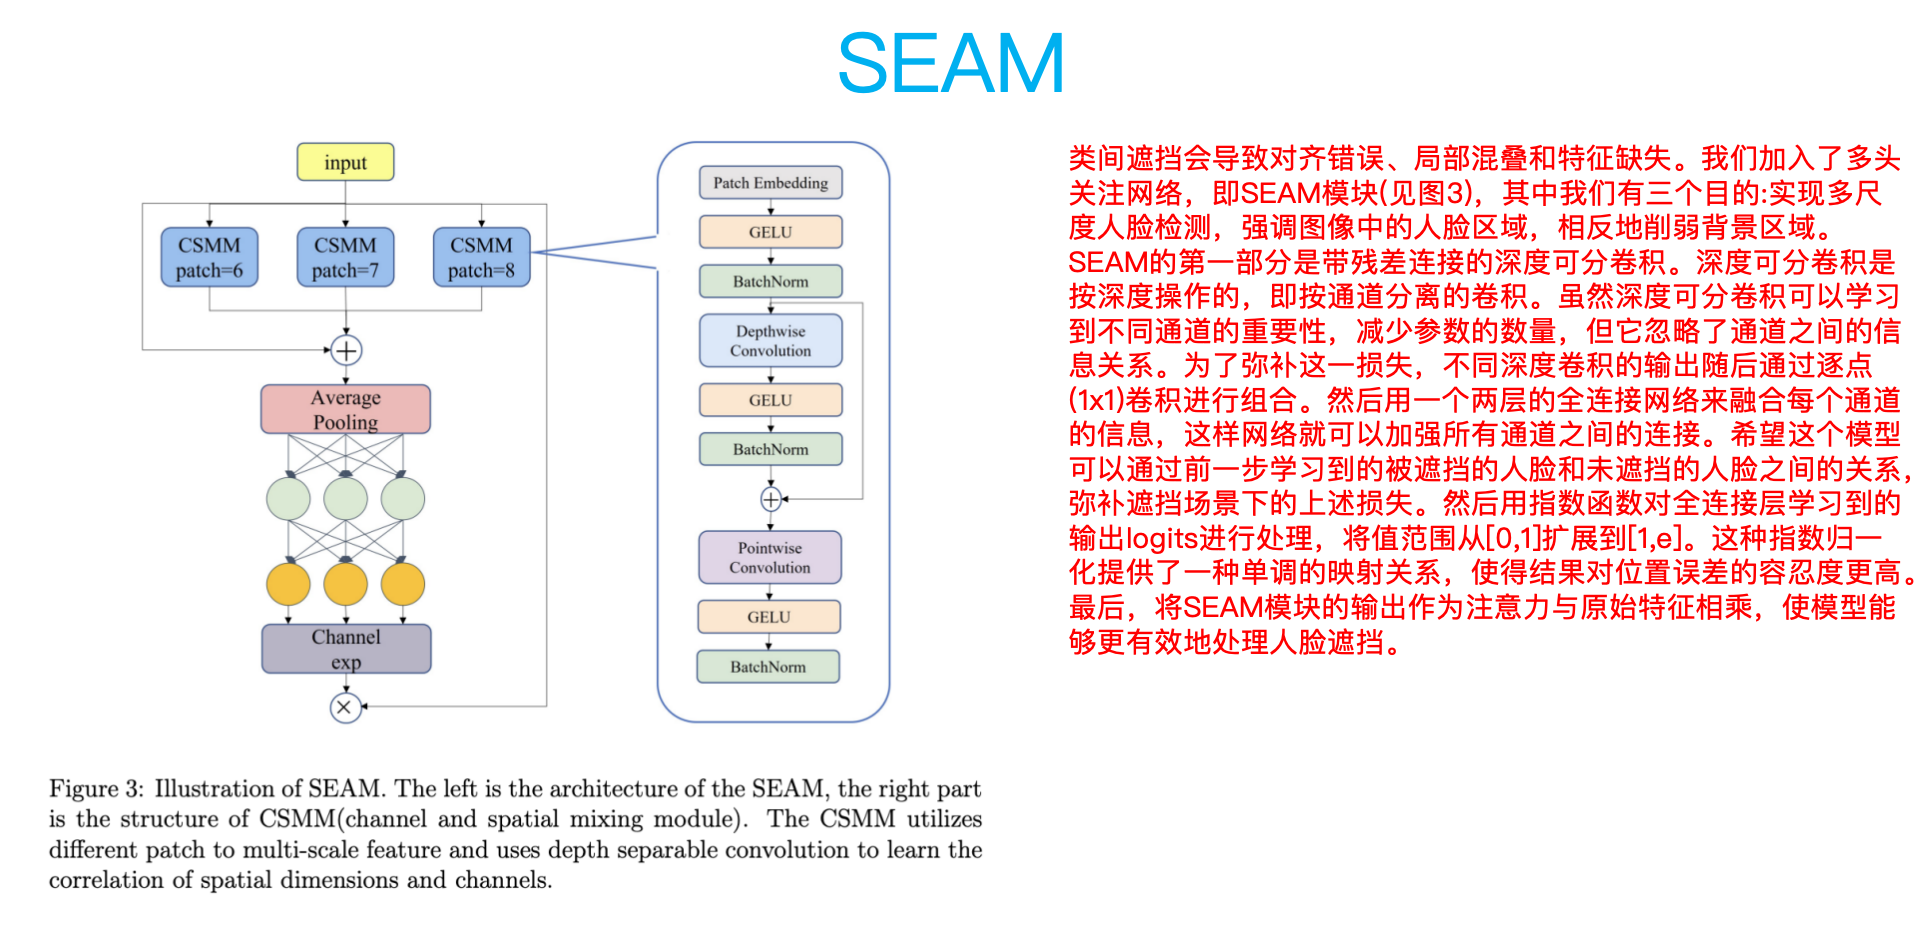 SEAM
input
CSMM
patch=6
CSMM
patch=7
CSMM
patch=8
Average
Pooling
Channel
exp
Patch Embedding
GELU
BatchNorm
Depthwise
Convolution
GELU
BatchNorm
Pointwise
Convolution
GELU
BatchNorm
Figure 3: Illustration of SEAM. The left is the architecture of the SEAM, the right part
is the structure of CSMM(channel and spatial mixing module). The CSMM utilizes
different patch to multi-scale feature and uses depth separable convolution to learn the
correlation of spatial dimensions and channels.
类间遮挡会导致对齐错误、局部混叠和特征缺失。我们加入了多头
关注网络，即SEAM模块(见图3)，其中我们有三个目的:实现多尺
度人脸检测，强调图像中的人脸区域，相反地削弱背景区域。
SEAM的第一部分是带残差连接的深度可分卷积。深度可分卷积是
按深度操作的，即按通道分离的卷积。虽然深度可分卷积可以学习
到不同通道的重要性，减少参数的数量，但它忽略了通道之间的信
息关系。为了弥补这一损失，不同深度卷积的输出随后通过逐点
(1x1)卷积进行组合。然后用一个两层的全连接网络来融合每个通道
的信息，这样网络就可以加强所有通道之间的连接。希望这个模型
可以通过前一步学习到的被遮挡的人脸和未遮挡的人脸之间的关系，
弥补遮挡场景下的上述损失。然后用指数函数对全连接层学习到的
输出logits进行处理，将值范围从[0,1]扩展到[1,e]。这种指数归一
化提供了一种单调的映射关系，使得结果对位置误差的容忍度更高。
最后，将SEAM模块的输出作为注意力与原始特征相乘，使模型能
够更有效地处理人脸遮挡。